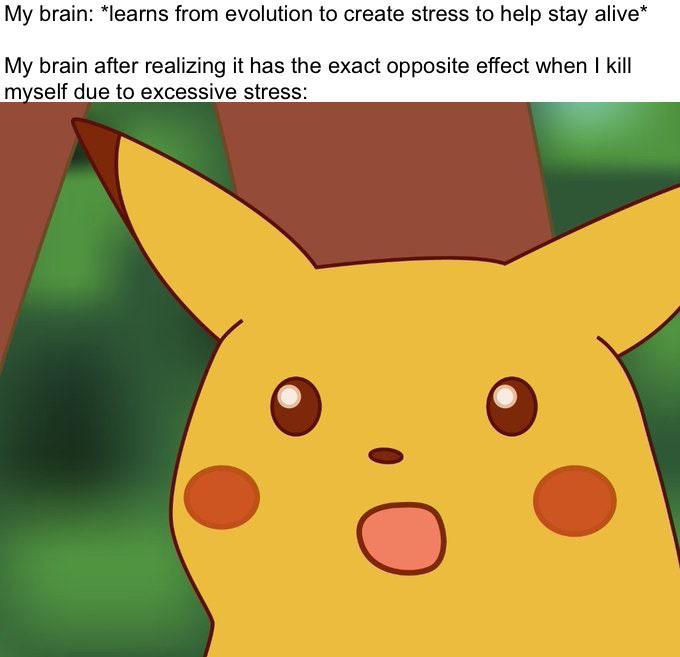 My brain: *learns from evolution to create stress to help stay alive*
My brain after realizing it has the exact opposite effect when I kill
myself due to excessive stress: